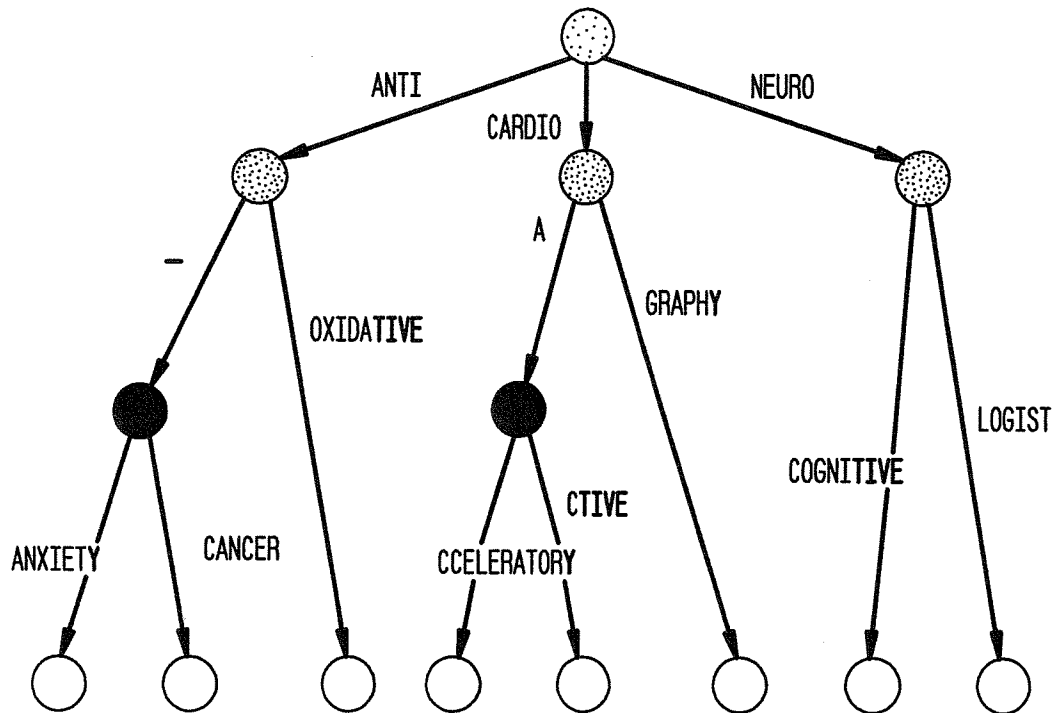 ANTI
NEURO
CARDIO
A
–
GRAPHY
OXIDATIVE
LOGIST
COGNITIVE
CTIVE
CANCER
ANXIETY
CCELERATORY